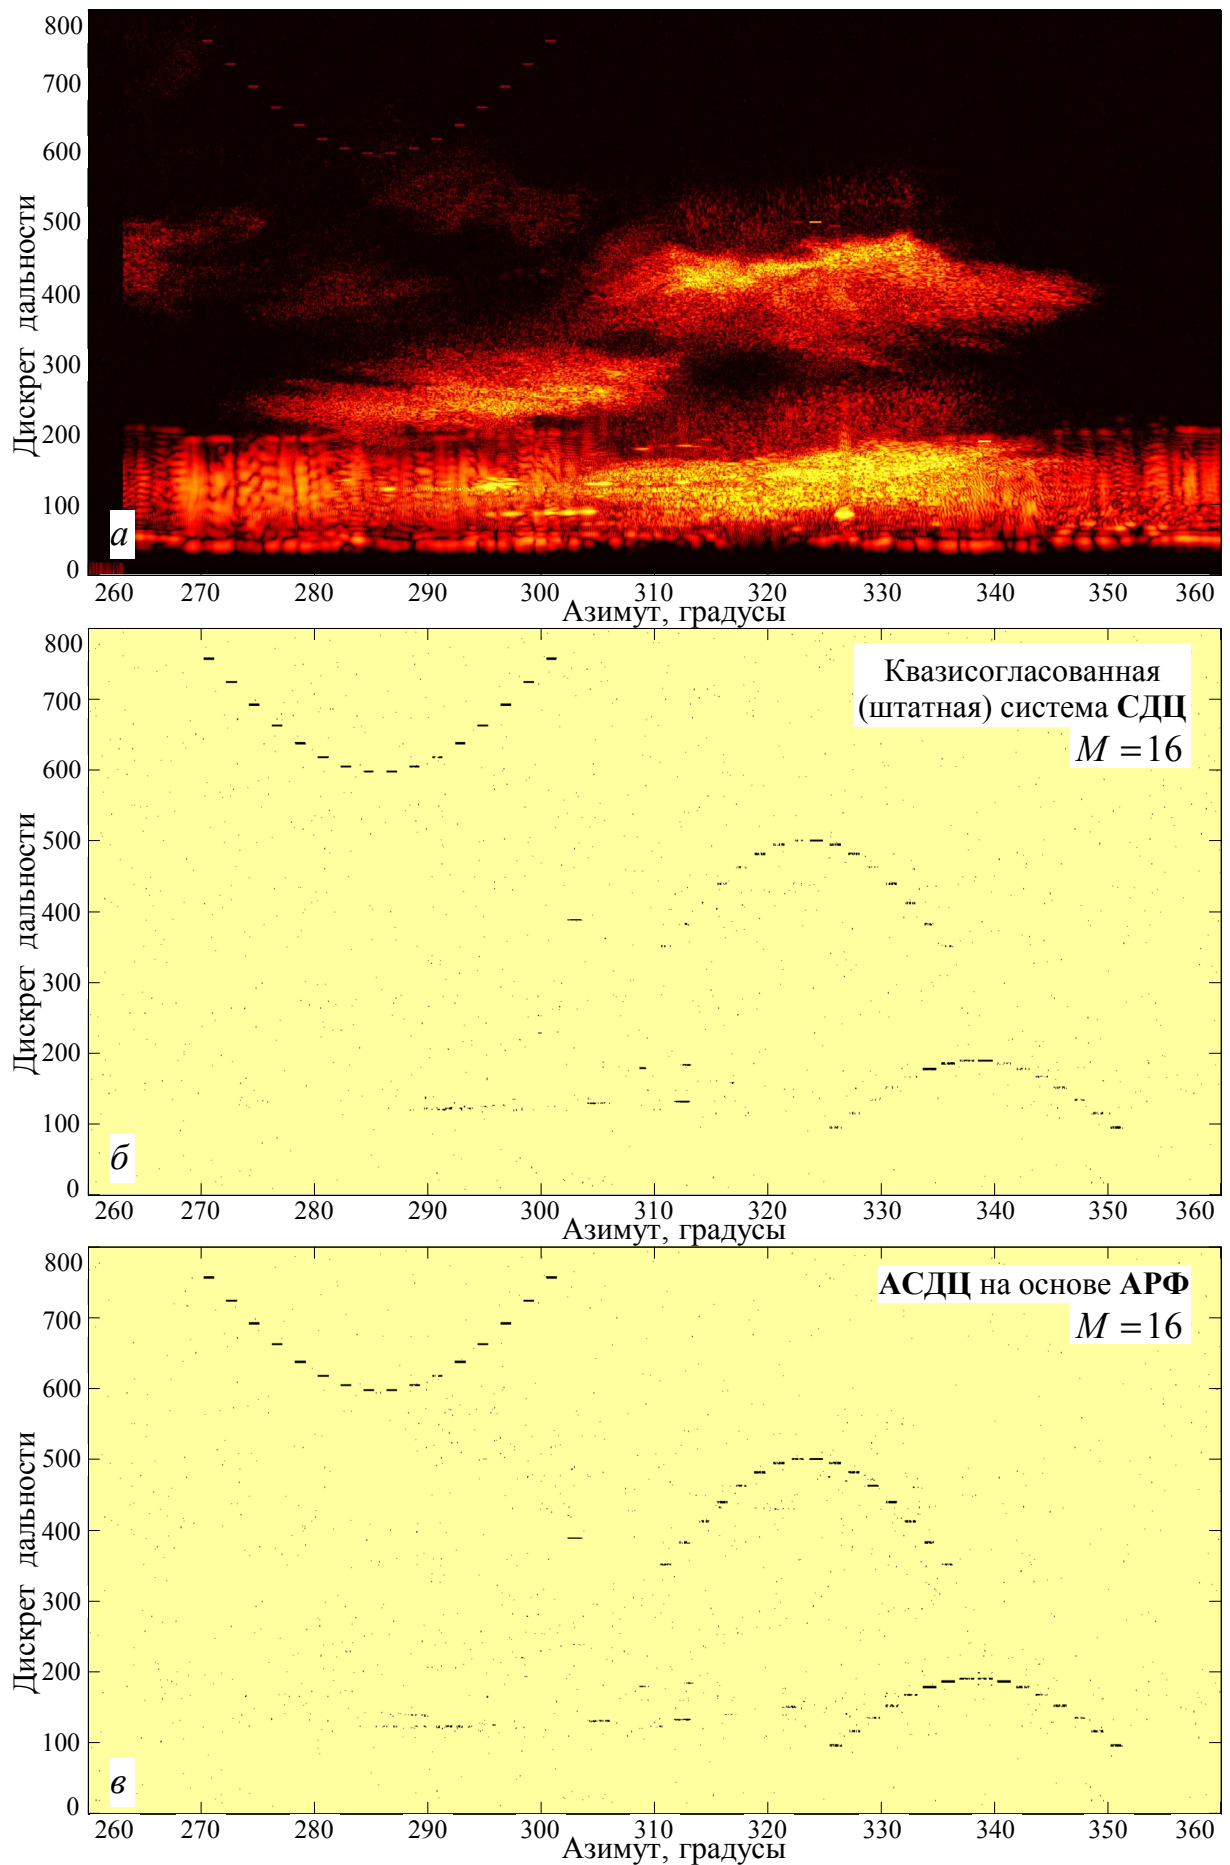 800
700
600
500
400
300
200
100
0
Дискрет дальности
а
260 270 280 290 300 310 320 330 340 350 360
Азимут, градусы
800
700
600
500
400
300
200
100
0
Дискрет дальности
Квазисогласованная
(штатная) система СДЦ
M = 16
б
260 270 280 290 300 310 320 330 340 350 360
Азимут, градусы
800
700
600
500
400
300
200
100
0
Дискрет дальности
АСДЦ на основе АРФ
M = 16
в
260 270 280 290 300 310 320 330 340 350 360
Азимут, градусы